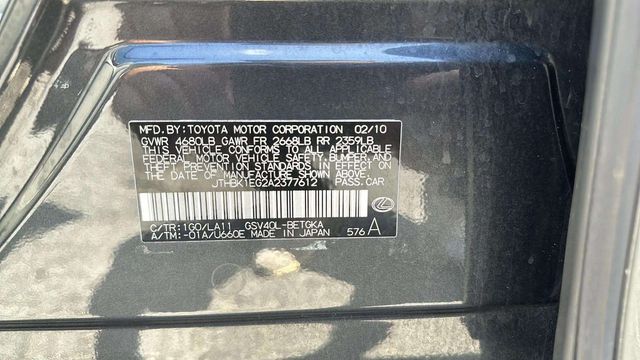 MFD.BY:TOYOTA MOTOR CORPORATION 02/10
GVWR 4680LB GAWR FR 2668LB RR 2359LB
THIS VEHICLE CONFORMS TO ALL APPLICABLE
FEDERAL MOTOR VEHICLE SAFETY,BUMPER,AND
THEFT PREVENTION STANDARDS IN EFFECT ON
THE DATE OF MANUFACTURE SHOWN ABOVE.
JTHBK1EG2A2377612 PASS.CAR
C/TR:1G0/LA11 GSV40L-BETGKA
A/TM:-01A/U660E MADE IN JAPAN 576 A